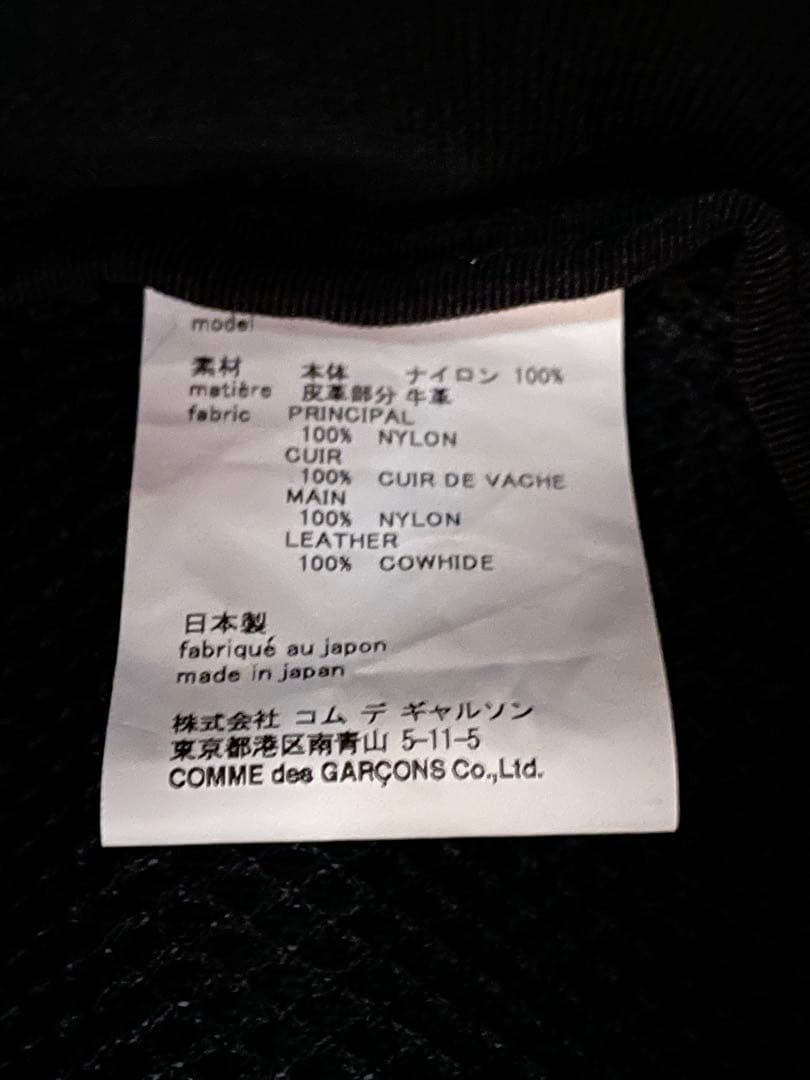 model
素材 本体 ナイロン 100%
matière 皮革部分 牛革
fabric PRINCIPAL
100% NYLON
CUIR
100% CUIR DE VACHE
MAIN
100% NYLON
LEATHER
100% COWHIDE
日本製
fabriqué au japon
made in japan
株式会社 コム デ ギャルソン
東京都港区南青山 5-11-5
COMME des GARÇONS Co.,Ltd.